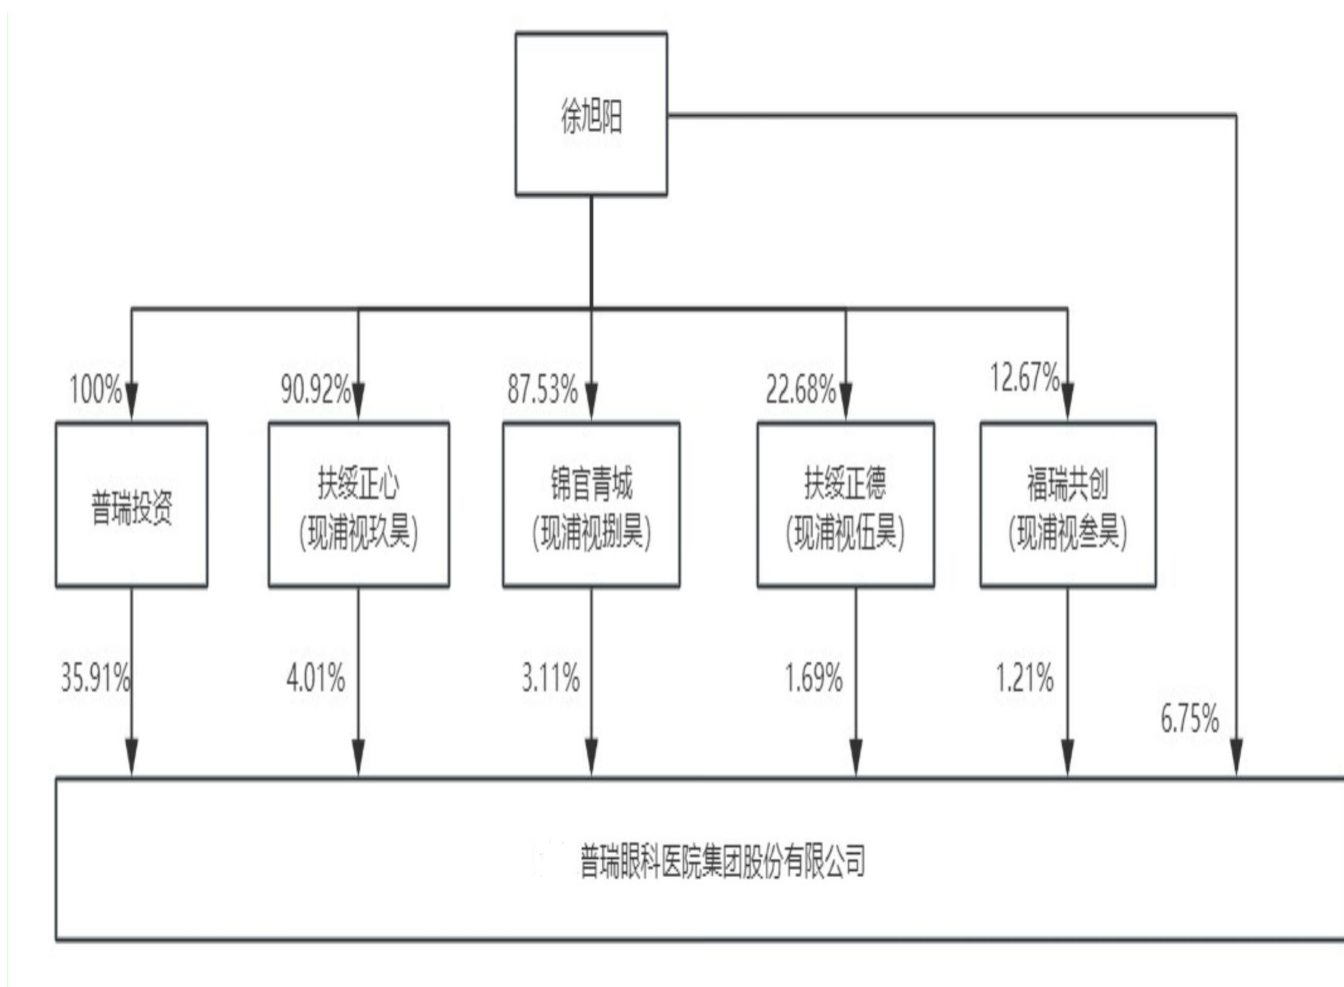 徐旭阳
100%
90.92%
87.53%
22.68%
12.67%
普瑞投资
扶绥正心
(现浦视玖昊)
锦官青城
(现浦视捌昊)
扶绥正德
(现浦视伍昊)
福瑞共创
(现浦视叁昊)
35.91%
4.01%
3.11%
1.69%
1.21%
6.75%
普瑞眼科医院集团股份有限公司